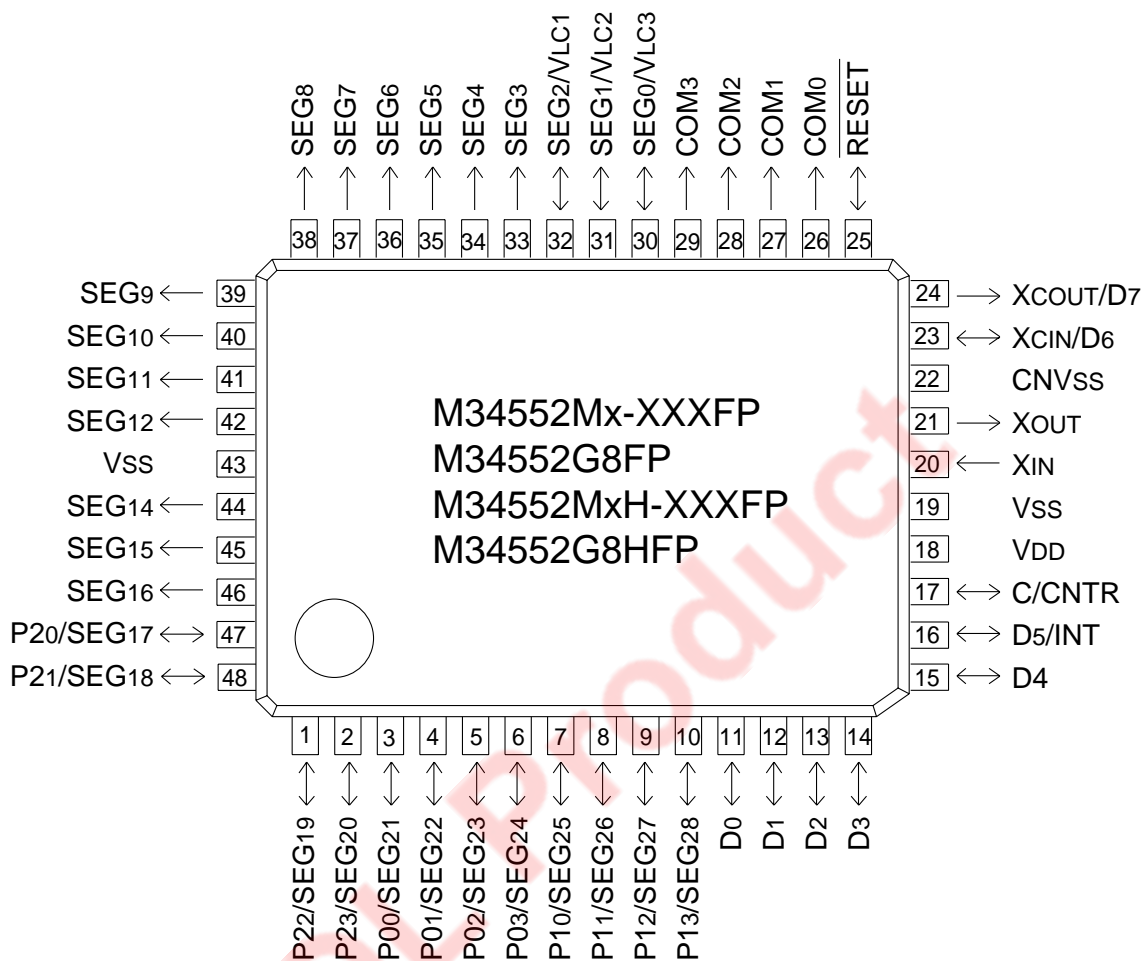 SEG8
SEG7
SEG6
SEG5
SEG4
SEG3
SEG2/VLC1
SEG1/VLC2
SEG0/VLC3
COM3
COM2
COM1
COM0
RESET
38
37
36
35
34
33
32
31
30
29
28
27
26
25
SEG9 39
SEG10 40
SEG11 41
SEG12 42
VSS 43
SEG14 44
SEG15 45
SEG16 46
P20/SEG17 47
P21/SEG18 48
M34552Mx-XXXFP
M34552G8FP
M34552MxH-XXXFP
M34552G8HFP
24 XCOUT/D7
23 XCIN/D6
22 CNVSS
21 XOUT
20 XIN
19 VSS
18 VDD
17 C/CNTR
16 D5/INT
15 D4
1
2
3
4
5
6
7
8
9
10
11
12
13
14
P22/SEG19
P23/SEG20
P00/SEG21
P01/SEG22
P02/SEG23
P03/SEG24
P10/SEG25
P11/SEG26
P12/SEG27
P13/SEG28
D0
D1
D2
D3
L Product